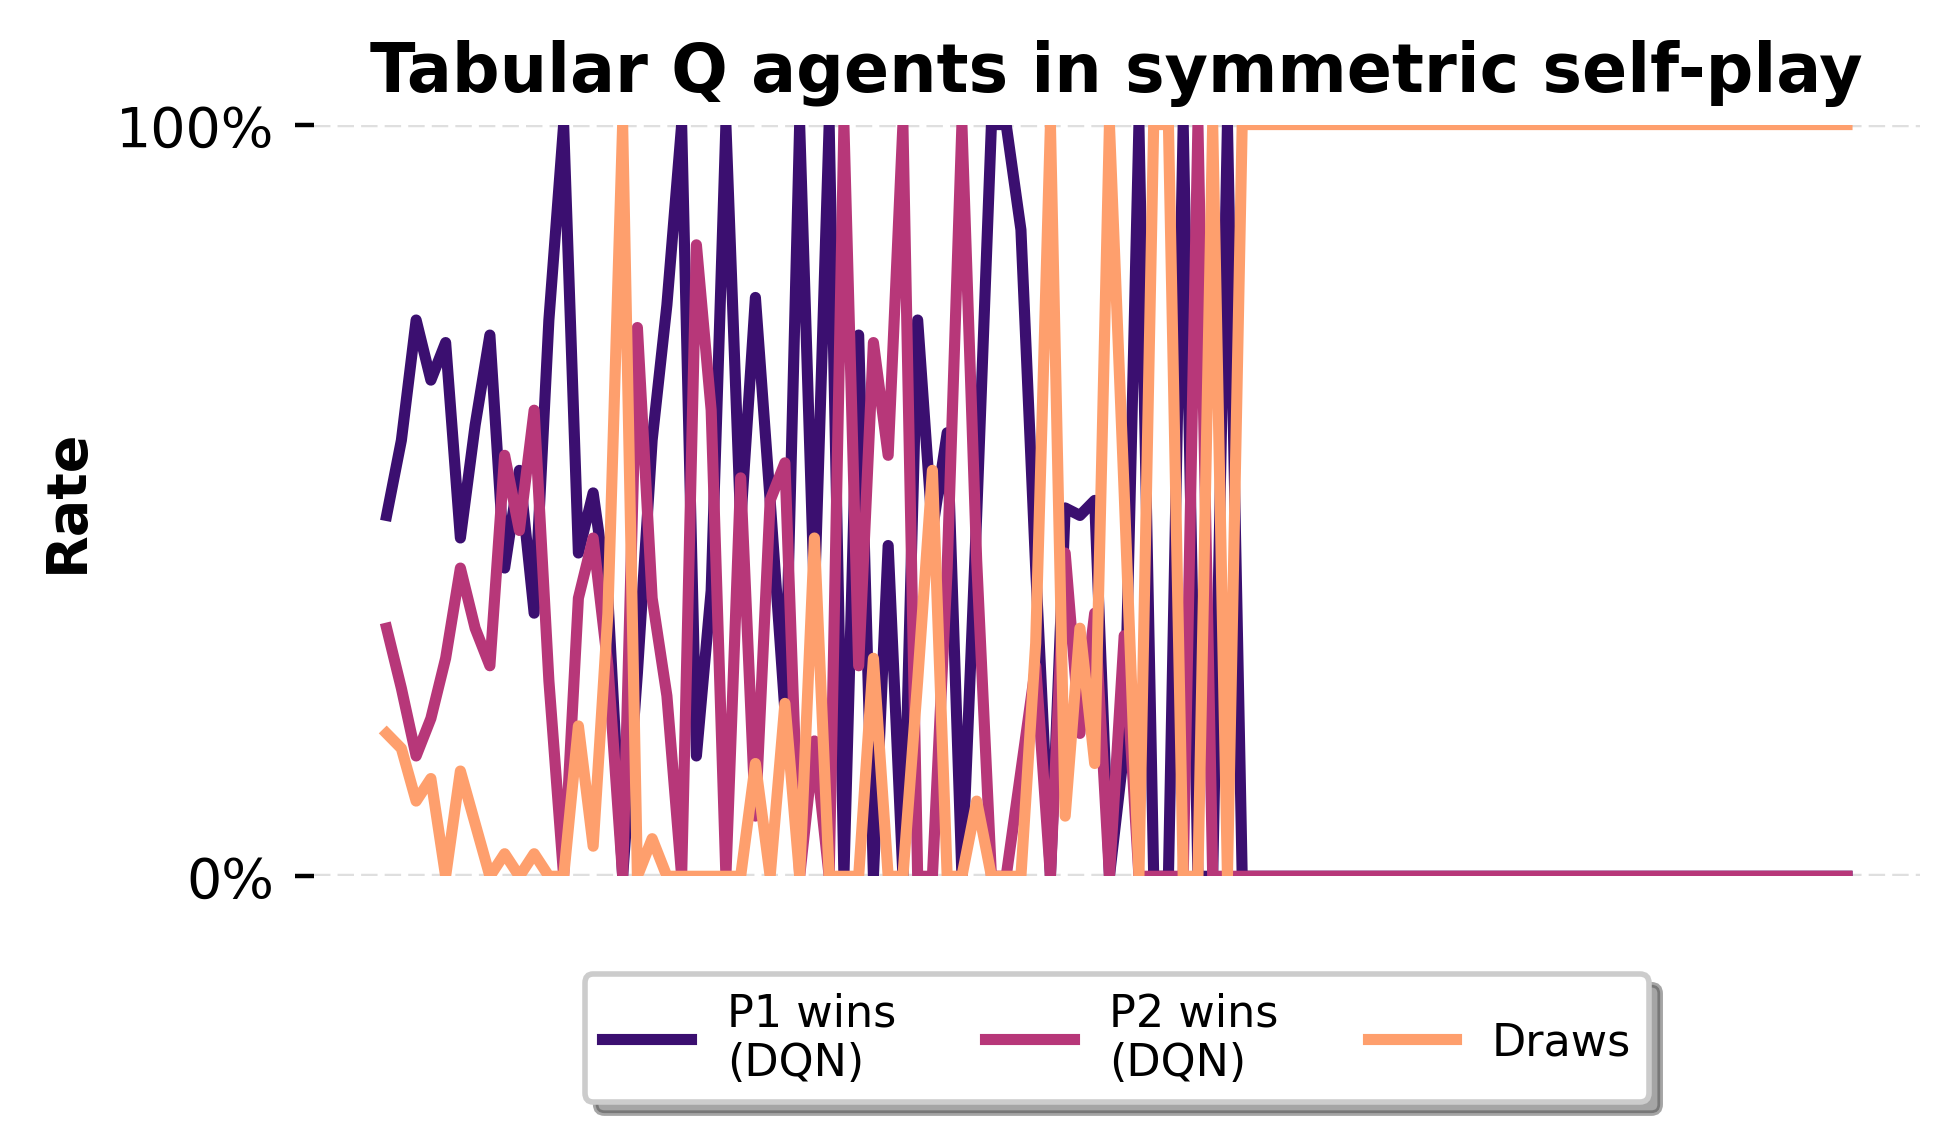 Tabular Q agents in symmetric self-play
100%
Rate
0%
P1 wins
(DQN)
P2 wins
(DQN)
Draws